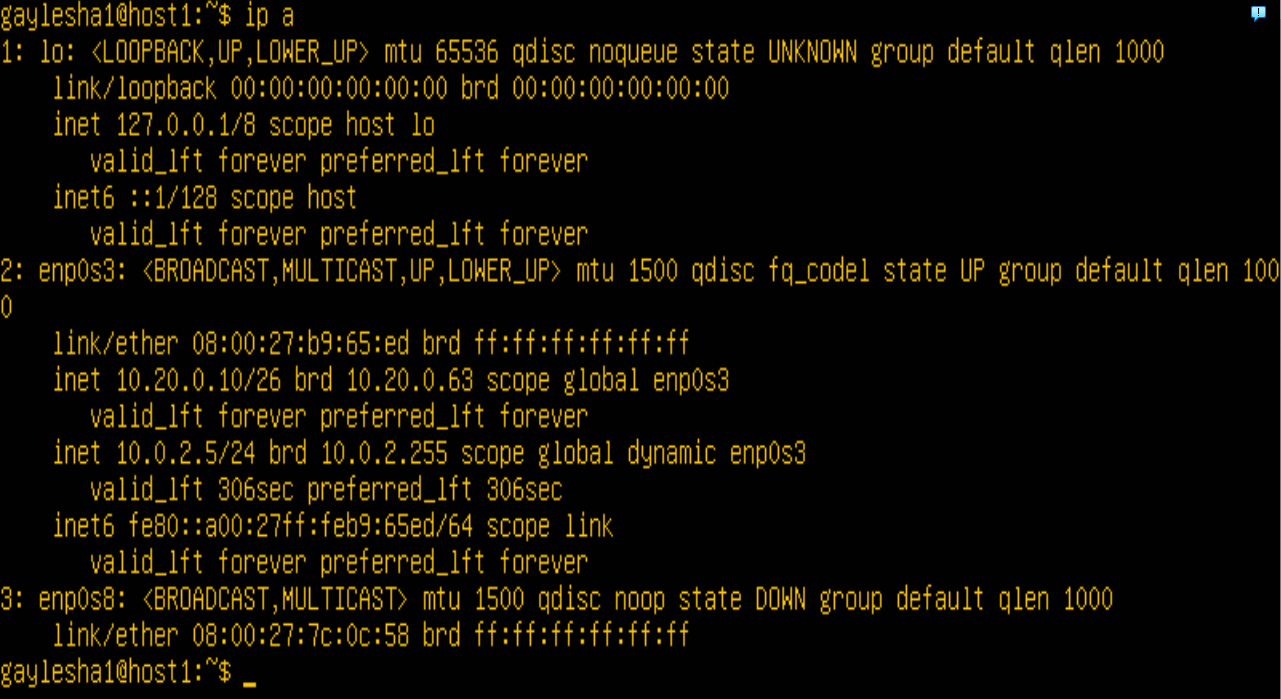 gaylesha1@host1:~$ ip a
1: lo: <LOOPBACK,UP,LOWER_UP> mtu 65536 qdisc noqueue state UNKNOWN group default qlen 1000
    link/loopback 00:00:00:00:00:00 brd 00:00:00:00:00:00
    inet 127.0.0.1/8 scope host lo
       valid_lft forever preferred_lft forever
    inet6 ::1/128 scope host
       valid_lft forever preferred_lft forever
2: enp0s3: <BROADCAST,MULTICAST,UP,LOWER_UP> mtu 1500 qdisc fq_codel state UP group default qlen 100
0
    link/ether 08:00:27:b9:65:ed brd ff:ff:ff:ff:ff:ff
    inet 10.20.0.10/26 brd 10.20.0.63 scope global enp0s3
       valid_lft forever preferred_lft forever
    inet 10.0.2.5/24 brd 10.0.2.255 scope global dynamic enp0s3
       valid_lft 306sec preferred_lft 306sec
    inet6 fe80::a00:27ff:feb9:65ed/64 scope link
       valid_lft forever preferred_lft forever
3: enp0s8: <BROADCAST,MULTICAST> mtu 1500 qdisc noop state DOWN group default qlen 1000
    link/ether 08:00:27:7c:0c:58 brd ff:ff:ff:ff:ff:ff
gaylesha1@host1:~$ _